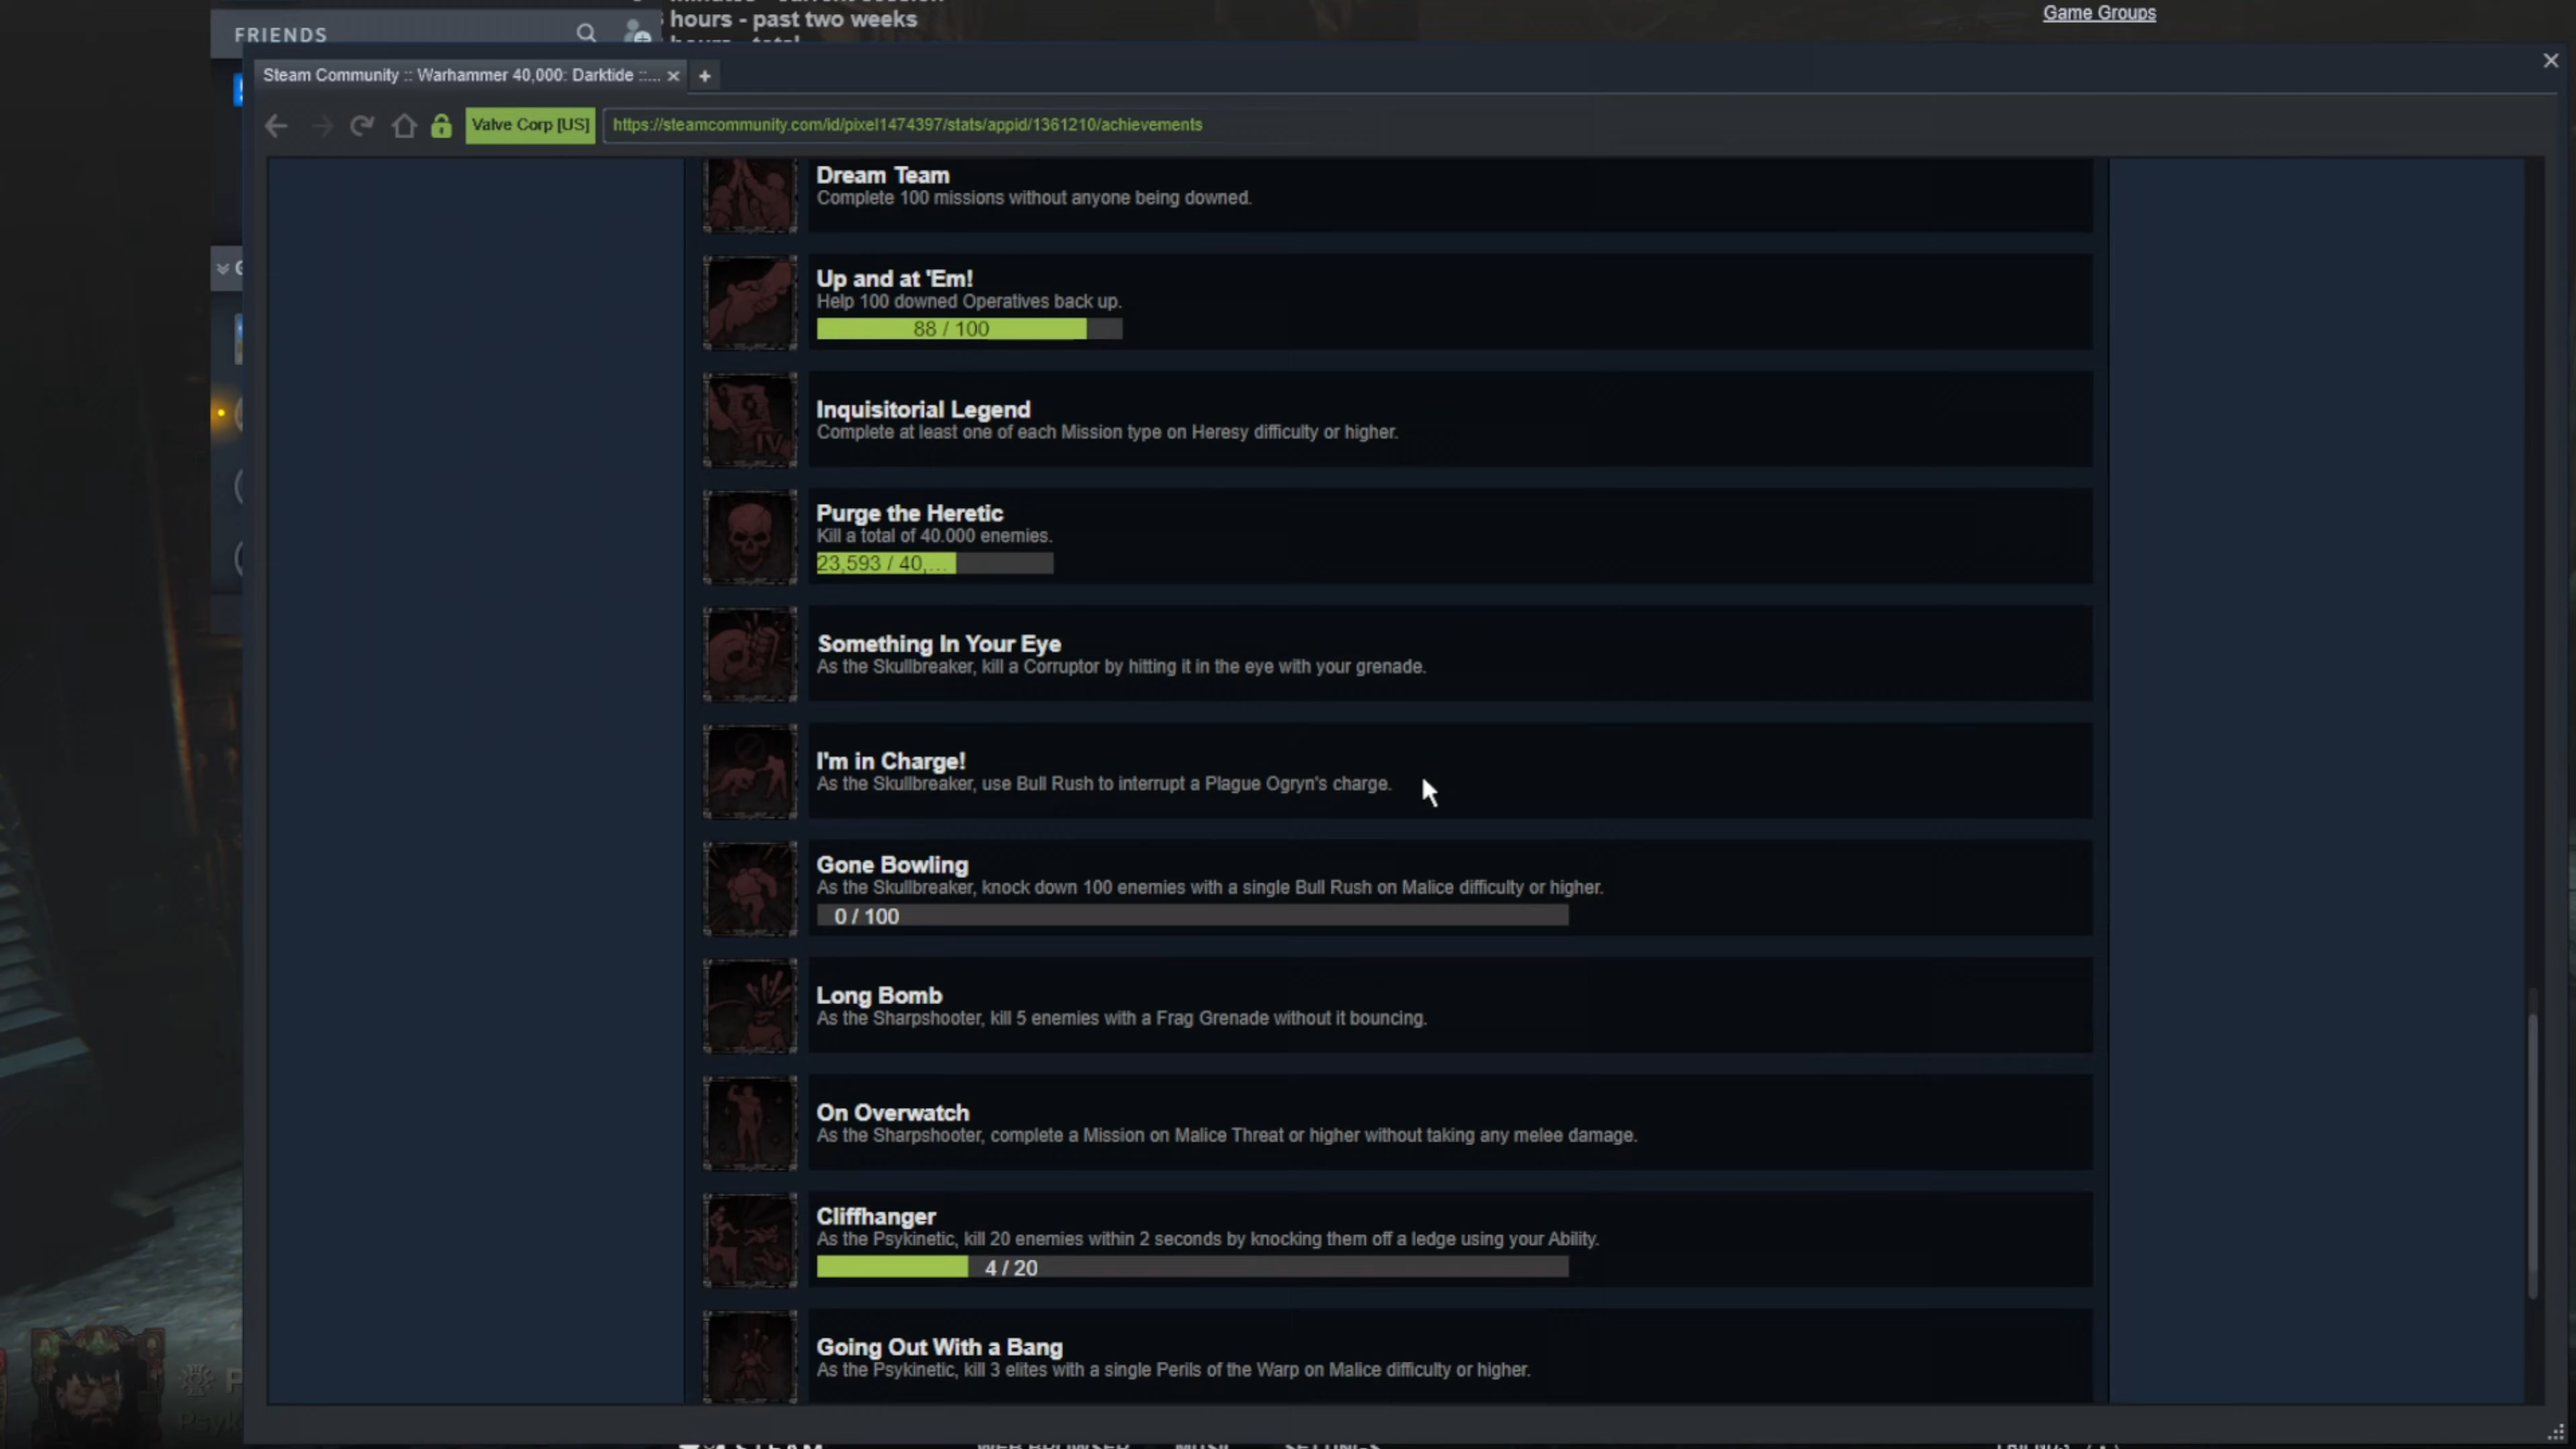 hours - past two weeks
Game Groups
FRIENDS
Steam Community :: Warhammer 40,000: Darktide ::...
Valve Corp [US]
https://steamcommunity.com/id/pixel1474397/stats/appid/1361210/achievements
Dream Team
Complete 100 missions without anyone being downed.
Up and at 'Em!
Help 100 downed Operatives back up.
88 / 100
Inquisitorial Legend
Complete at least one of each Mission type on Heresy difficulty or higher.
IV
Purge the Heretic
Kill a total of 40.000 enemies.
23,593 / 40,...
Something In Your Eye
As the Skullbreaker, kill a Corruptor by hitting it in the eye with your grenade.
I'm in Charge!
As the Skullbreaker, use Bull Rush to interrupt a Plague Ogryn's charge.
Gone Bowling
As the Skullbreaker, knock down 100 enemies with a single Bull Rush on Malice difficulty or higher.
0 / 100
Long Bomb
As the Sharpshooter, kill 5 enemies with a Frag Grenade without it bouncing.
On Overwatch
As the Sharpshooter, complete a Mission on Malice Threat or higher without taking any melee damage.
Cliffhanger
As the Psykinetic, kill 20 enemies within 2 seconds by knocking them off a ledge using your Ability.
4 / 20
Going Out With a Bang
As the Psykinetic, kill 3 elites with a single Perils of the Warp on Malice difficulty or higher.